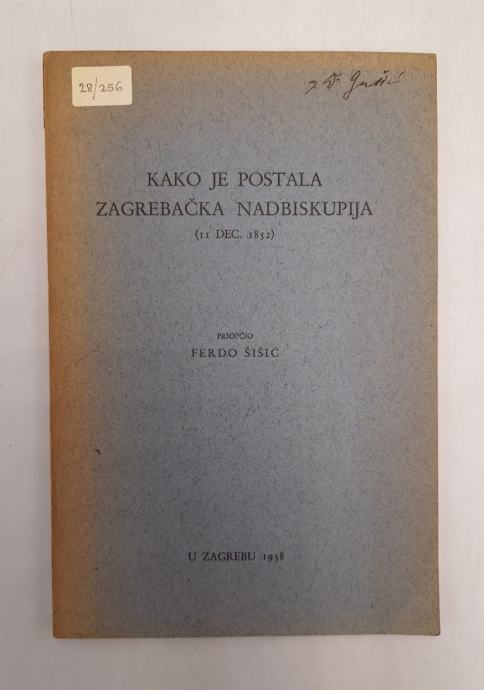 28/256
KAKO JE POSTALA
ZAGREBAČKA NADBISKUPIJA
(11 DEC. 1852)
PRIOPĆIO
FERDO ŠIŠIĆ
U ZAGREBU 1938